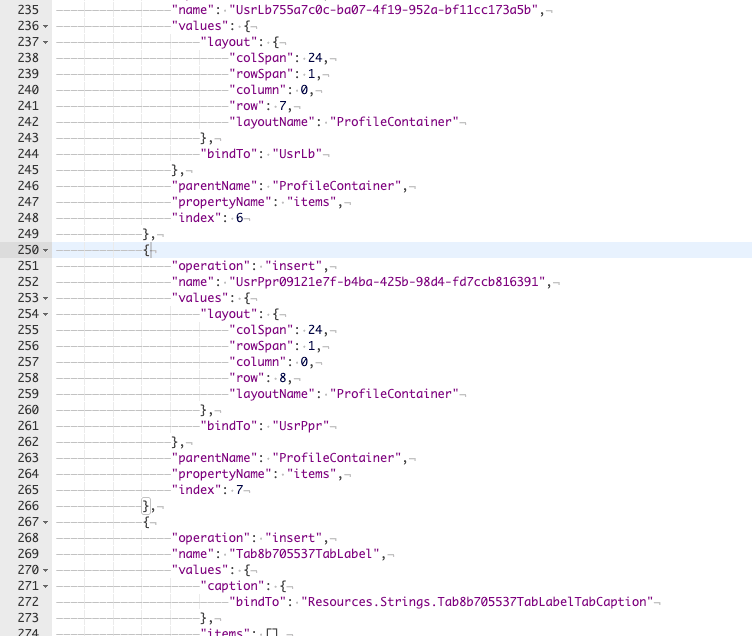 235 "name": "UsrLb755a7c0c-ba07-4f19-952a-bf11cc173a5b",
236 "values": {
237 "layout": {
238 "colSpan": 24,
239 "rowSpan": 1,
240 "column": 0,
241 "row": 7,
242 "layoutName": "ProfileContainer"
243 },
244 "bindTo": "UsrLb"
245 },
246 "parentName": "ProfileContainer",
247 "propertyName": "items",
248 "index": 6
249 },
250 {
251 "operation": "insert",
252 "name": "UsrPpr09121e7f-b4ba-425b-98d4-fd7ccb816391",
253 "values": {
254 "layout": {
255 "colSpan": 24,
256 "rowSpan": 1,
257 "column": 0,
258 "row": 8,
259 "layoutName": "ProfileContainer"
260 },
261 "bindTo": "UsrPpr"
262 },
263 "parentName": "ProfileContainer",
264 "propertyName": "items",
265 "index": 7
266 },
267 {
268 "operation": "insert",
269 "name": "Tab8b705537TabLabel",
270 "values": {
271 "caption": {
272 "bindTo": "Resources.Strings.Tab8b705537TabLabelTabCaption"
273 },
274 "items": [],